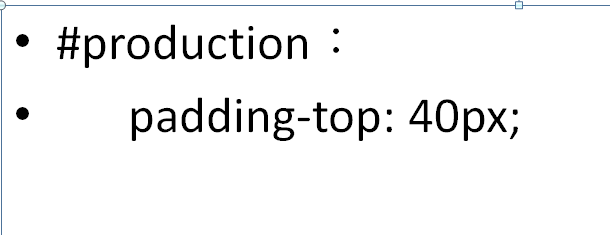 • #production：
• padding-top: 40px;